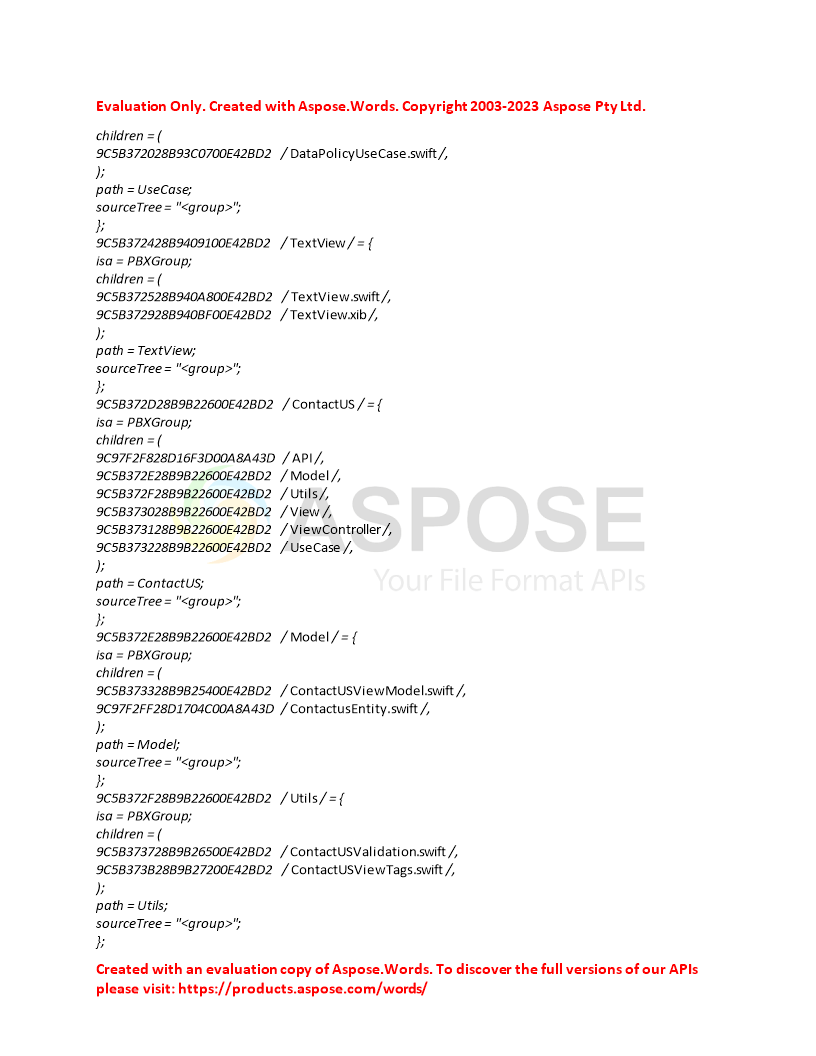 Evaluation Only. Created with Aspose.Words. Copyright 2003-2023 Aspose Pty Ltd.
children = (
9C5B372028B93C0700E42BD2 / DataPolicyUseCase.swift /,
);
path = UseCase;
sourceTree = "<group>";
};
9C5B372428B9409100E42BD2 / TextView / = {
isa = PBXGroup;
children = (
9C5B372528B940A800E42BD2 / TextView.swift /,
9C5B372928B940BF00E42BD2 / TextView.xib /,
);
path = TextView;
sourceTree = "<group>";
};
9C5B372D28B9B22600E42BD2 / ContactUS / = {
isa = PBXGroup;
children = (
9C97F2F828D16F3D00A8A43D / API /,
9C5B372E28B9B22600E42BD2 / Model /,
9C5B372F28B9B22600E42BD2 / Utils /,
9C5B373028B9B22600E42BD2 / View /,
9C5B373128B9B22600E42BD2 / ViewController /,
9C5B373228B9B22600E42BD2 / UseCase /,
);
ASPOSE
Your File Format APIs
path = ContactUS;
sourceTree = "<group>";
};
9C5B372E28B9B22600E42BD2 / Model / = {
isa = PBXGroup;
children = (
9C5B373328B9B25400E42BD2 / ContactUSViewModel.swift /,
9C97F2FF28D1704C00A8A43D / ContactusEntity.swift /,
);
path = Model;
sourceTree = "<group>";
};
9C5B372F28B9B22600E42BD2 / Utils / = {
isa = PBXGroup;
children = (
9C5B373728B9B26500E42BD2 / ContactUSValidation.swift /,
9C5B373B28B9B27200E42BD2 / ContactUSViewTags.swift /,
);
path = Utils;
sourceTree = "<group>";
};
Created with an evaluation copy of Aspose.Words. To discover the full versions of our APIs
please visit: https://products.aspose.com/words/